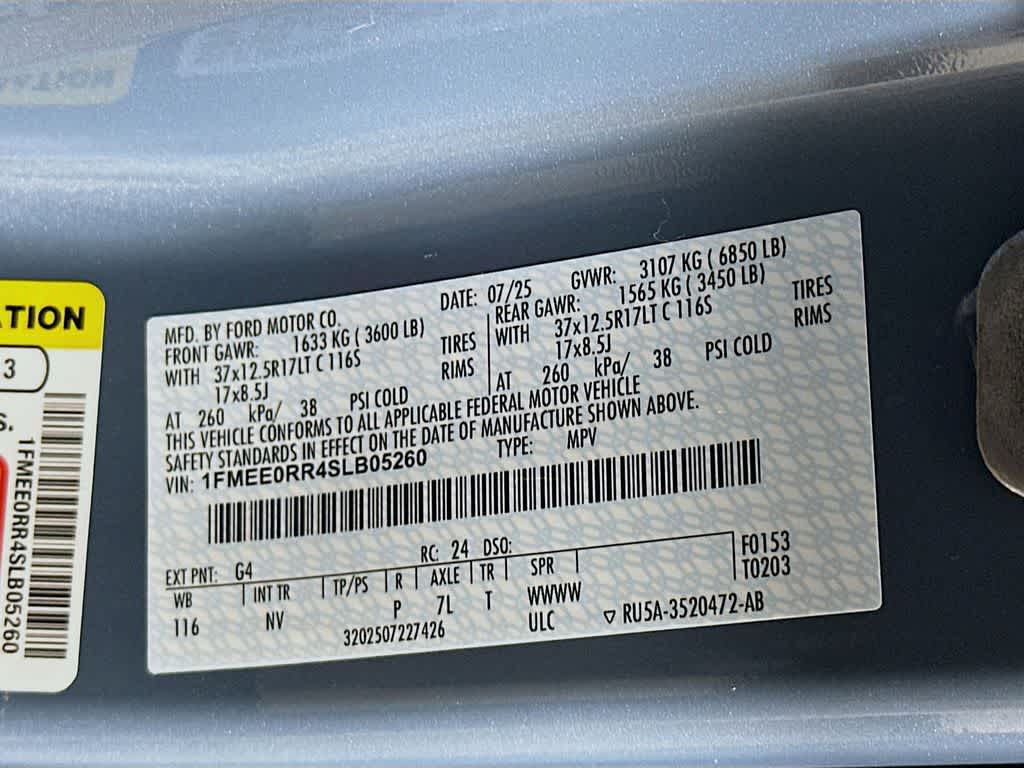 ATION
3
S.
1FMEE0RR4SLB05260
MFD. BY FORD MOTOR CO.
DATE: 07/25
GVWR: 3107 KG ( 6850 LB)
FRONT GAWR: 1633 KG ( 3600 LB)
WITH 37x12.5R17LT C 116S TIRES
17x8.5J RIMS
AT 260 kPa/ 38 PSI COLD
REAR GAWR: 1565 KG ( 3450 LB)
WITH 37x12.5R17LT C 116S TIRES
17x8.5J RIMS
AT 260 kPa/ 38 PSI COLD
THIS VEHICLE CONFORMS TO ALL APPLICABLE FEDERAL MOTOR VEHICLE
SAFETY STANDARDS IN EFFECT ON THE DATE OF MANUFACTURE SHOWN ABOVE.
VIN: 1FMEE0RR4SLB05260
TYPE: MPV
EXT PNT: G4 RC: 24 DSO:
F0153
T0203
WB INT TR TP/PS R AXLE TR SPR
116 NV P 7L T WWWW
3202507227426 ULC RU5A-3520472-AB